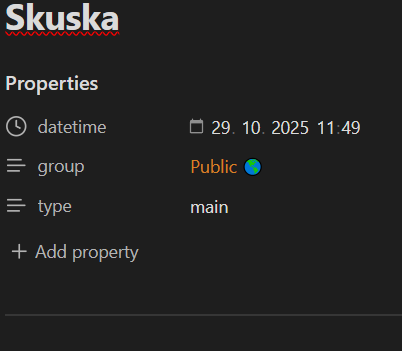 Skuska
Properties
datetime 29. 10. 2025 11:49
group Public 🌎
type main
+ Add property